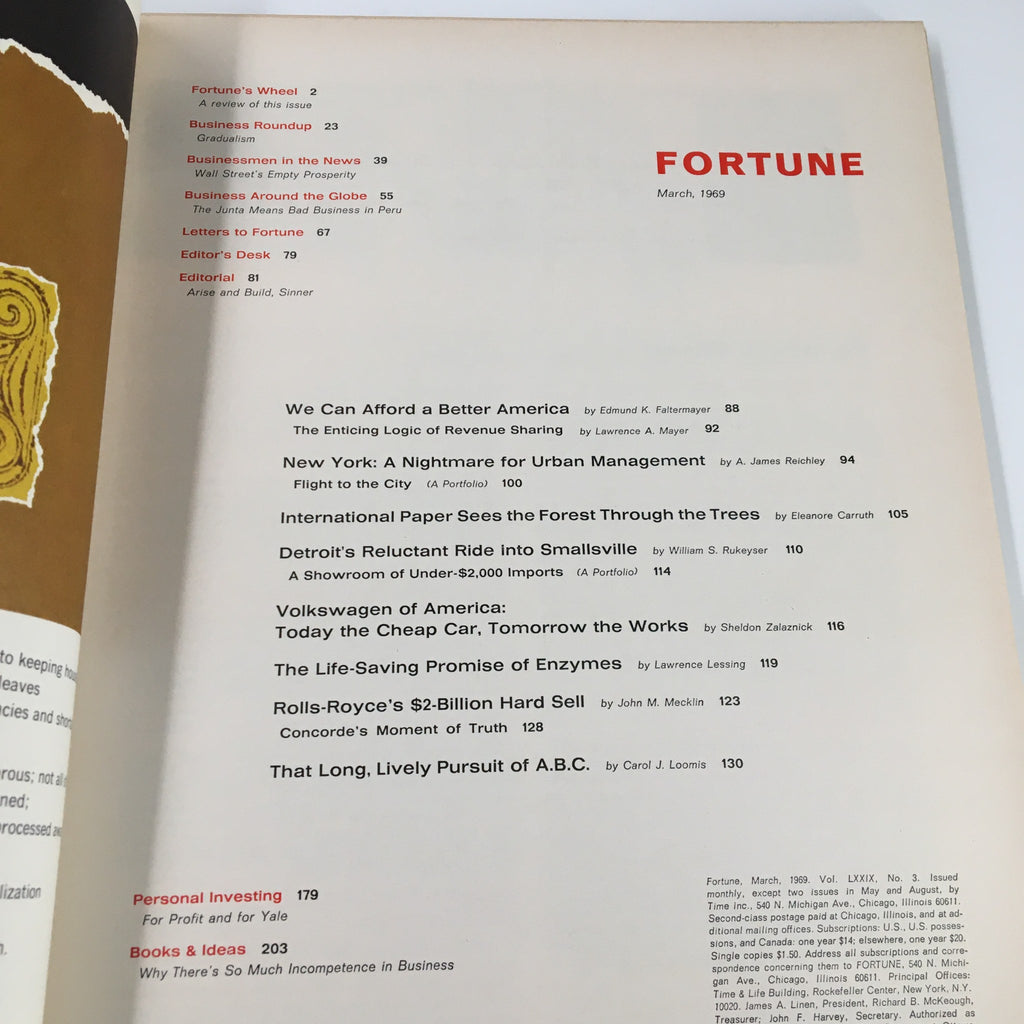 Fortune's Wheel 2
A review of this issue
Business Roundup 23
Gradualism
Businessmen in the News 39
Wall Street's Empty Prosperity
Business Around the Globe 55
The Junta Means Bad Business in Peru
Letters to Fortune 67
Editor's Desk 79
Editorial 81
Arise and Build, Sinner
FORTUNE
March, 1969
We Can Afford a Better America by Edmund K. Faltermayer 88
The Enticing Logic of Revenue Sharing by Lawrence A. Mayer 92
New York: A Nightmare for Urban Management by A. James Reichley 94
Flight to the City (A Portfolio) 100
International Paper Sees the Forest Through the Trees by Eleanore Carruth 105
Detroit's Reluctant Ride into Smallsville by William S. Rukeyser 110
A Showroom of Under-$2,000 Imports (A Portfolio) 114
Volkswagen of America:
Today the Cheap Car, Tomorrow the Works by Sheldon Zalaznick 116
The Life-Saving Promise of Enzymes by Lawrence Lessing 119
Rolls-Royce's $2-Billion Hard Sell by John M. Mecklin 123
Concorde's Moment of Truth 128
That Long, Lively Pursuit of A.B.C. by Carol J. Loomis 130
Personal Investing 179
For Profit and for Yale
Books & Ideas 203
Why There's So Much Incompetence in Business
Fortune, March, 1969. Vol. LXXIX, No. 3. Issued
monthly, except two issues in May and August, by
Time Inc., 540 N. Michigan Ave., Chicago, Illinois 60611.
Second-class postage paid at Chicago, Illinois, and at ad-
ditional mailing offices. Subscriptions: U.S., U.S. posses-
sions, and Canada: one year $14; elsewhere, one year $20.
Single copies $1.50. Address all subscriptions and corre-
spondence concerning them to FORTUNE, 540 N. Michi-
gan Ave., Chicago, Illinois 60611. Principal Offices:
Time & Life Building, Rockefeller Center, New York, N.Y.
10020. James A. Linen, President, Richard B. McKeough,
Treasurer; John F. Harvey, Secretary. Authorized as
to keeping
leaves
cies and
rous; not
ned;
processed
lization